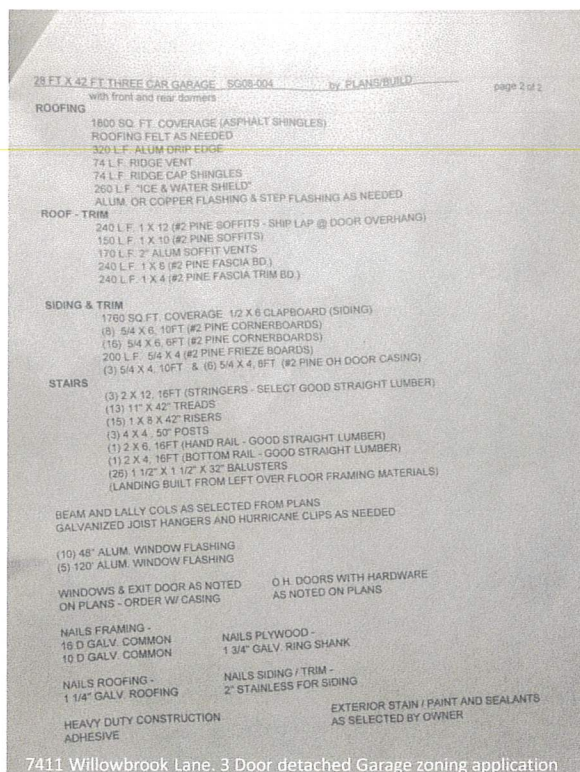 28 FT X 42 FT THREE CAR GARAGE SG08-004 by PLANS/BUILD page 2 of 2
with front and rear dormers
ROOFING
1800 SQ. FT. COVERAGE (ASPHALT SHINGLES)
ROOFING FELT AS NEEDED
320 L.F. ALUM DRIP EDGE
74 L.F. RIDGE VENT
74 L.F. RIDGE CAP SHINGLES
260 L.F. "ICE & WATER SHIELD"
ALUM. OR COPPER FLASHING & STEP FLASHING AS NEEDED
ROOF - TRIM
240 L.F. 1 X 12 (#2 PINE SOFFITS - SHIP LAP @ DOOR OVERHANG)
150 L.F. 1 X 10 (#2 PINE SOFFITS)
170 L.F. 2" ALUM SOFFIT VENTS
240 L.F. 1 X 6 (#2 PINE FASCIA BD.)
240 L.F. 1 X 4 (#2 PINE FASCIA TRIM BD.)
SIDING & TRIM
1760 SQ.FT. COVERAGE 1/2 X 6 CLAPBOARD (SIDING)
(8) 5/4 X 6, 10FT (#2 PINE CORNERBOARDS)
(16) 5/4 X 6, 6FT (#2 PINE CORNERBOARDS)
200 L.F. 5/4 X 4 (#2 PINE FRIEZE BOARDS)
(3) 5/4 X 4, 10FT & (6) 5/4 X 4, 8FT (#2 PINE OH DOOR CASING)
STAIRS
(3) 2 X 12, 16FT (STRINGERS - SELECT GOOD STRAIGHT LUMBER)
(13) 11" X 42" TREADS
(15) 1 X 8 X 42" RISERS
(3) 4 X 4 , 50" POSTS
(1) 2 X 6, 16FT (HAND RAIL - GOOD STRAIGHT LUMBER)
(1) 2 X 4, 16FT (BOTTOM RAIL - GOOD STRAIGHT LUMBER)
(26) 1 1/2" X 1 1/2" X 32" BALUSTERS
(LANDING BUILT FROM LEFT OVER FLOOR FRAMING MATERIALS)
BEAM AND LALLY COLS AS SELECTED FROM PLANS
GALVANIZED JOIST HANGERS AND HURRICANE CLIPS AS NEEDED
(10) 48" ALUM. WINDOW FLASHING
(5) 120" ALUM. WINDOW FLASHING
WINDOWS & EXIT DOOR AS NOTED
ON PLANS - ORDER W/ CASING
O.H. DOORS WITH HARDWARE
AS NOTED ON PLANS
NAILS FRAMING -
16 D GALV. COMMON
10 D GALV. COMMON
NAILS PLYWOOD -
1 3/4" GALV. RING SHANK
NAILS ROOFING -
1 1/4" GALV. ROOFING
NAILS SIDING / TRIM -
2" STAINLESS FOR SIDING
HEAVY DUTY CONSTRUCTION
ADHESIVE
EXTERIOR STAIN / PAINT AND SEALANTS
AS SELECTED BY OWNER
7411 Willowbrook Lane. 3 Door detached Garage zoning application